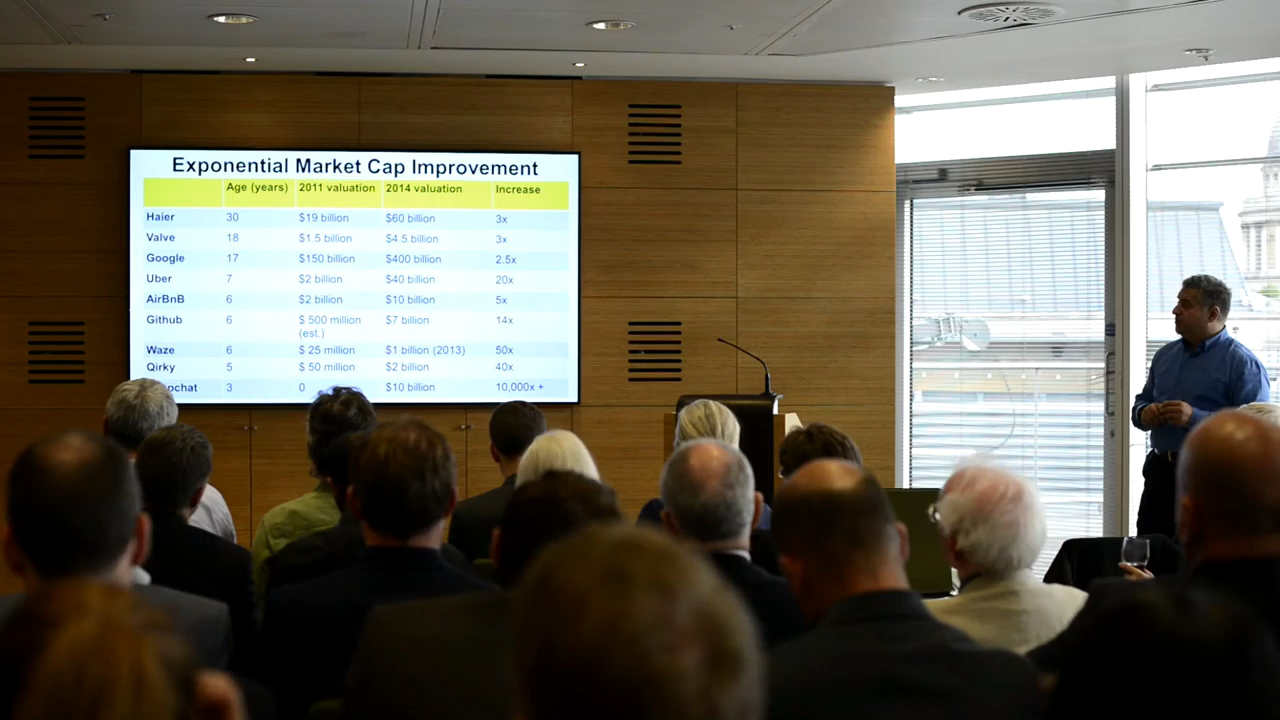 Exponential Market Cap Improvement
Age (years) 2011 valuation 2014 valuation Increase
Haier 30 $19 billion $60 billion 3x
Valve 18 $1.5 billion $4.5 billion 3x
Google 17 $150 billion $400 billion 2.5x
Uber 7 $2 billion $40 billion 20x
AirBnB 6 $2 billion $10 billion 5x
Github 6 $ 500 million $7 billion 14x
(est.)
Waze 6 $ 25 million $1 billion (2013) 50x
Qirky 5 $ 50 million $2 billion 40x
pchat 3 0 $10 billion 10,000x +